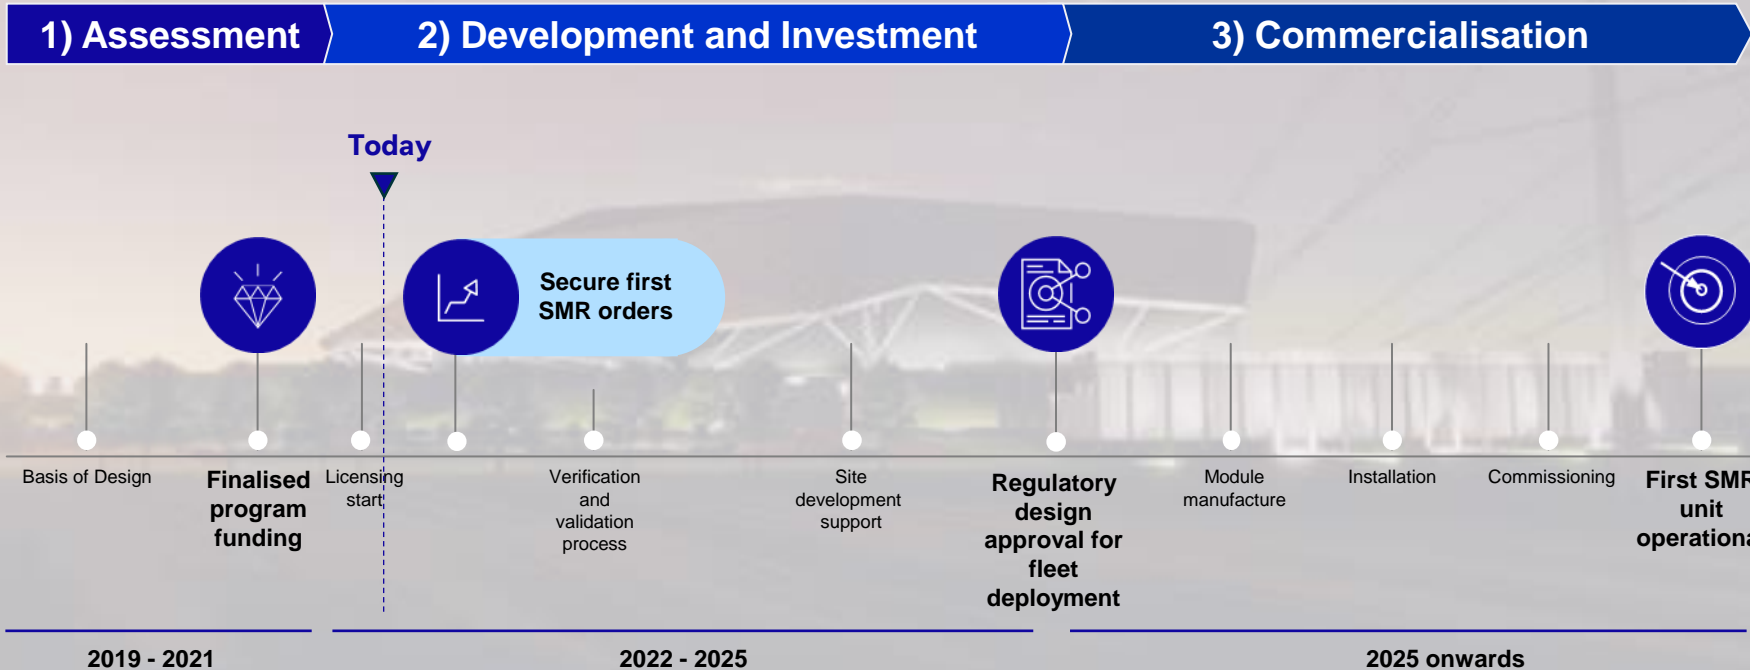 1) Assessment
2) Development and Investment
3) Commercialisation
Today
Secure first
SMR orders
Basis of Design
Finalised
program
funding
Licensing
start
Verification
and
validation
process
Site
development
support
Regulatory
design
approval for
fleet
deployment
Module
manufacture
Installation
Commissioning
First SMR
unit
operationa
2019 - 2021
2022 - 2025
2025 onwards